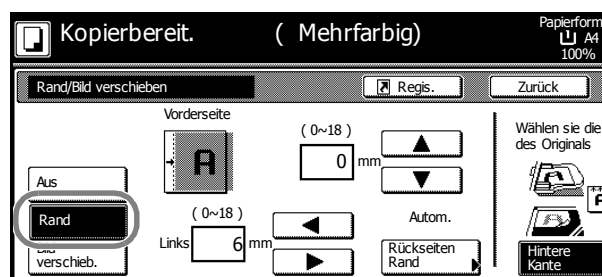 Kopierbereit. ( Mehrfarbig)
Papierform
A4
100%
Rand/Bild verschieben
Regis.
Zurück
Vorderseite
A
( 0~18 )
0 mm
Wählen sie die
des Originals
Aus
Rand
verschieb.
( 0~18 )
Links 6 mm
Autom.
Rückseiten
Rand
Hintere
Kante